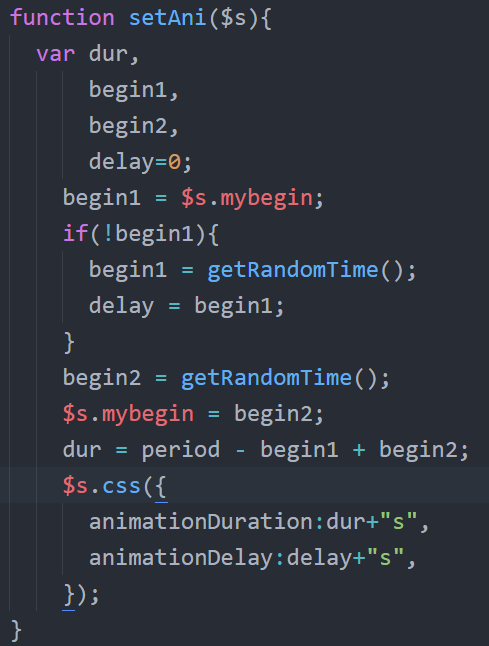 function setAni($s){
  var dur,
      begin1,
      begin2,
      delay=0;
    begin1 = $s.mybegin;
    if(!begin1){
      begin1 = getRandomTime();
      delay = begin1;
    }
    begin2 = getRandomTime();
    $s.mybegin = begin2;
    dur = period - begin1 + begin2;
    $s.css({
      animationDuration:dur+"s",
      animationDelay:delay+"s",
    });
}